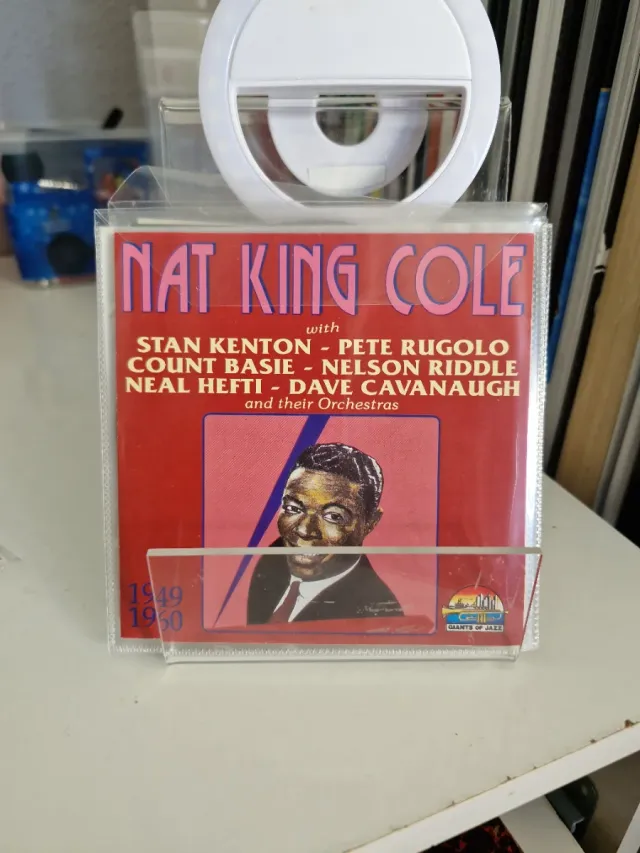 NAT KING COLE
with
STAN KENTON - PETE RUGOLO
COUNT BASIE - NELSON RIDDLE
NEAL HEFTI - DAVE CAVANAUGH
and their Orchestras
1949
1960
GIANTS OF JAZZ